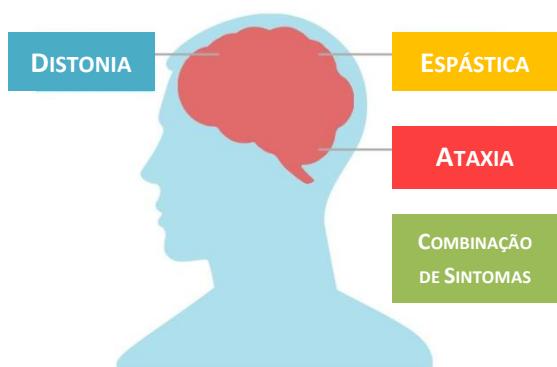 DISTONIA
ESPÁSTICA
ATAXIA
COMBINAÇÃO
DE SINTOMAS